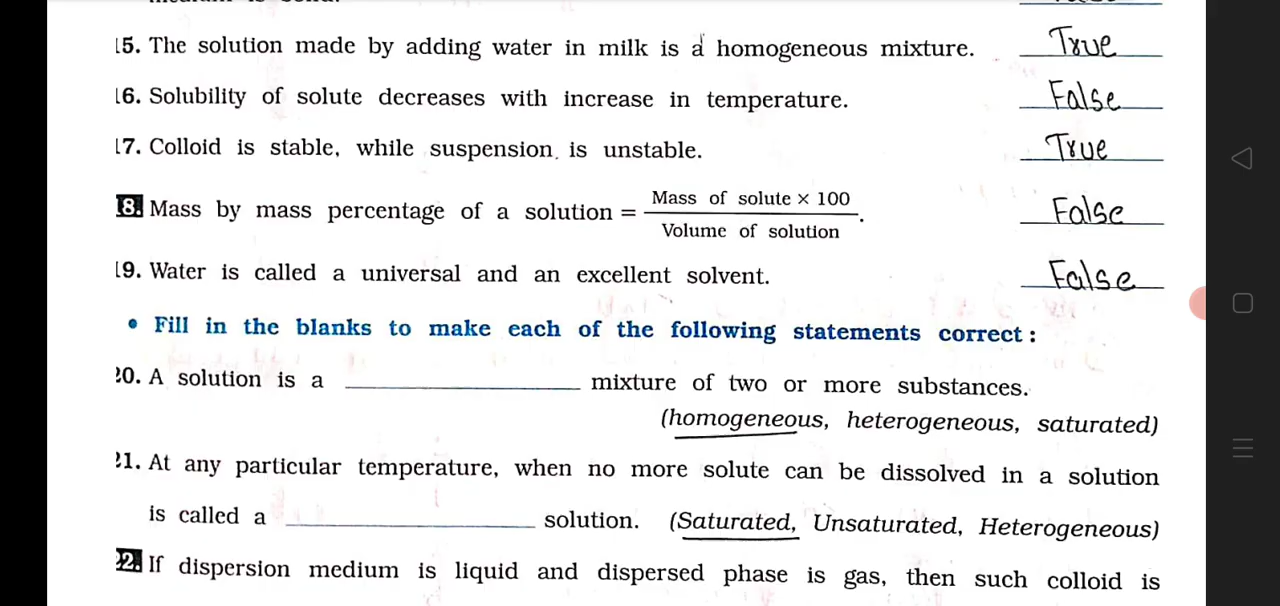 15. The solution made by adding water in milk is a homogeneous mixture. True
16. Solubility of solute decreases with increase in temperature. False
17. Colloid is stable, while suspension is unstable. True
18. Mass by mass percentage of a solution = Mass of solute × 100 / Volume of solution. False
19. Water is called a universal and an excellent solvent. False
• Fill in the blanks to make each of the following statements correct :
20. A solution is a ____________ mixture of two or more substances.
(homogeneous, heterogeneous, saturated)
21. At any particular temperature, when no more solute can be dissolved in a solution
is called a ____________ solution. (Saturated, Unsaturated, Heterogeneous)
22. If dispersion medium is liquid and dispersed phase is gas, then such colloid is